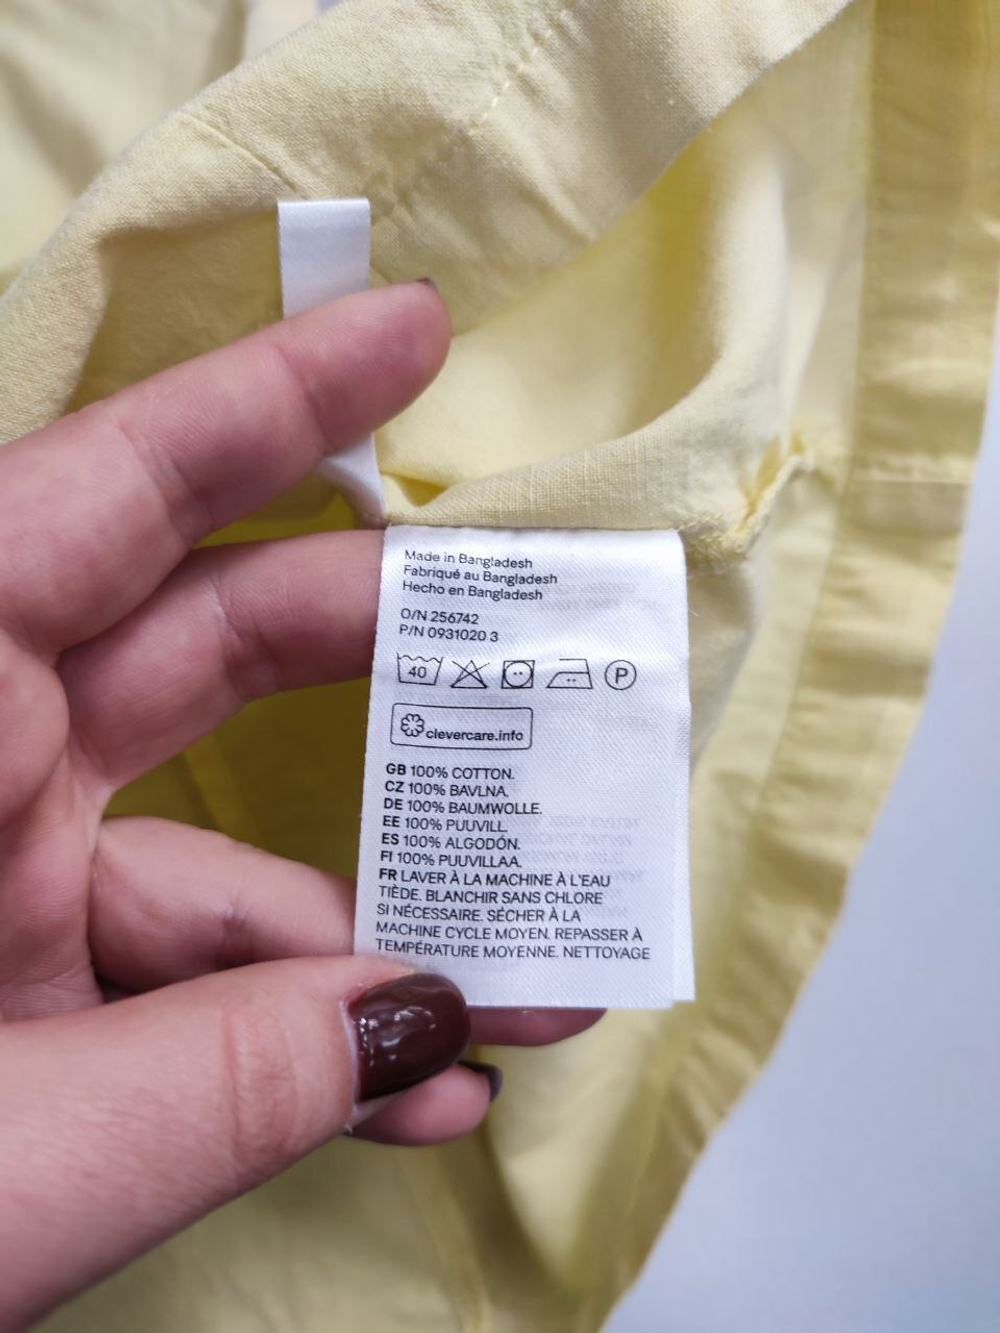 Made in Bangladesh
Fabriqué au Bangladesh
Hecho en Bangladesh
O/N 256742
P/N 0931020 3
40 P
clevercare.info
GB 100% COTTON.
CZ 100% BAVLNA.
DE 100% BAUMWOLLE.
EE 100% PUUVILL.
ES 100% ALGODÓN.
FI 100% PUUVILLAA.
FR LAVER À LA MACHINE À L'EAU
TIÈDE. BLANCHIR SANS CHLORE
SI NÉCESSAIRE. SÉCHER À LA
MACHINE CYCLE MOYEN. REPASSER À
TEMPÉRATURE MOYENNE. NETTOYAGE